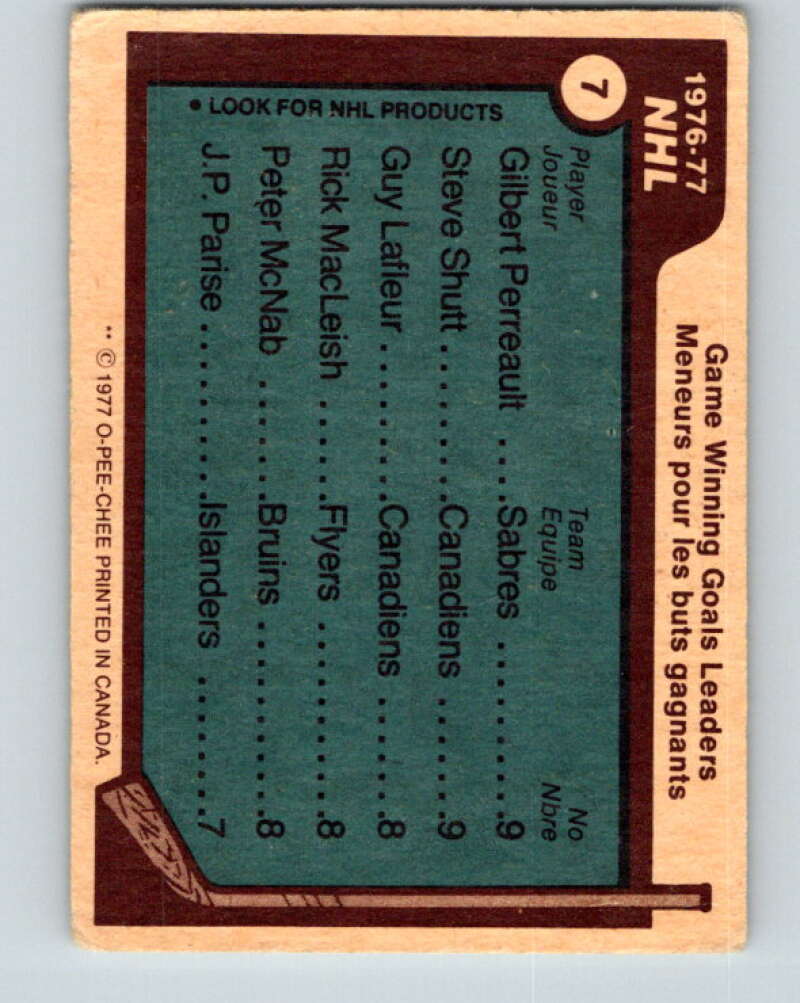 7
1976-77
NHL
Game Winning Goals Leaders
Meneurs pour les buts gagnants
Player Team No
Joueur Equipe Nbre
Gilbert Perreault ....Sabres .........9
Steve Shutt ..........Canadiens .......9
Guy Lafleur ..........Canadiens ......8
Rick MacLeish ......Flyers ..........8
Peter McNab .......Bruins ..........8
J.P. Parise ...........Islanders ........7
• LOOK FOR NHL PRODUCTS
** © 1977 O-PEE-CHEE PRINTED IN CANADA.